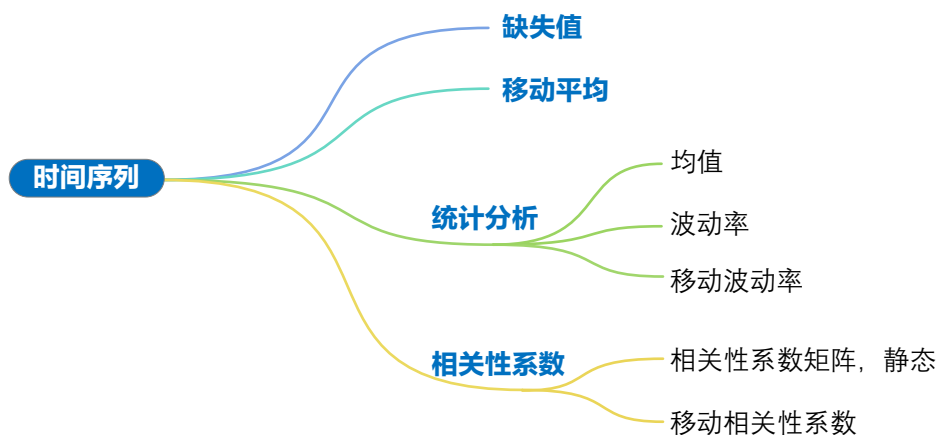 时间序列
缺失值
移动平均
统计分析
均值
波动率
移动波动率
相关性系数
相关性系数矩阵，静态
移动相关性系数